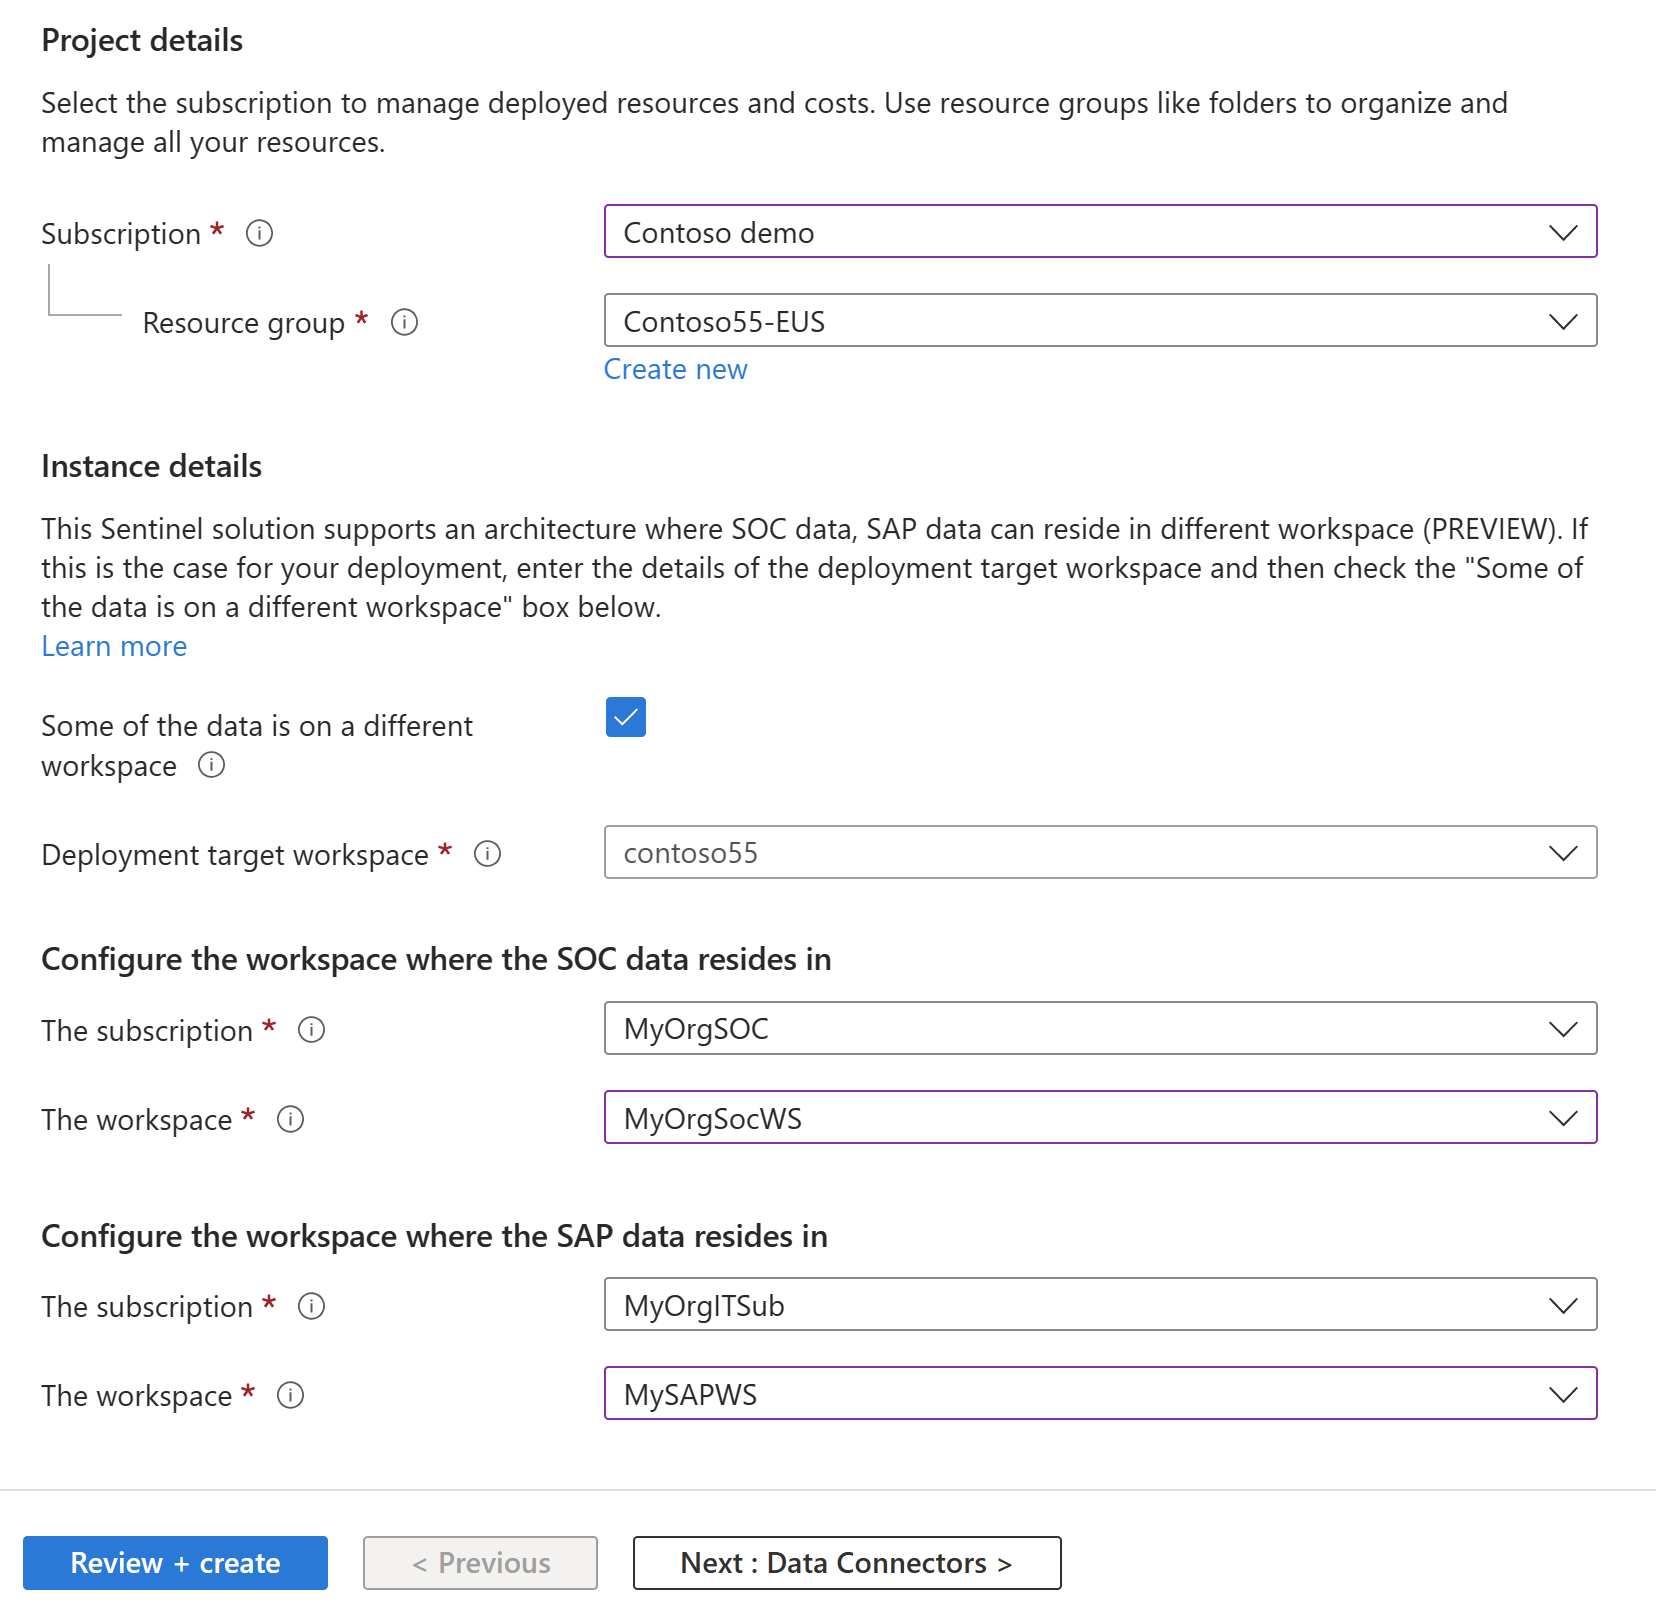 Project details
Select the subscription to manage deployed resources and costs. Use resource groups like folders to organize and
manage all your resources.
Subscription *
Contoso demo
Resource group *
Contoso55-EUS
Create new
Instance details
This Sentinel solution supports an architecture where SOC data, SAP data can reside in different workspace (PREVIEW). If
this is the case for your deployment, enter the details of the deployment target workspace and then check the "Some of
the data is on a different workspace" box below.
Learn more
Some of the data is on a different
workspace
Deployment target workspace *
contoso55
Configure the workspace where the SOC data resides in
The subscription *
MyOrgSOC
The workspace *
MyOrgSocWS
Configure the workspace where the SAP data resides in
The subscription *
MyOrgITSub
The workspace *
MySAPWS
Review + create
< Previous
Next : Data Connectors >